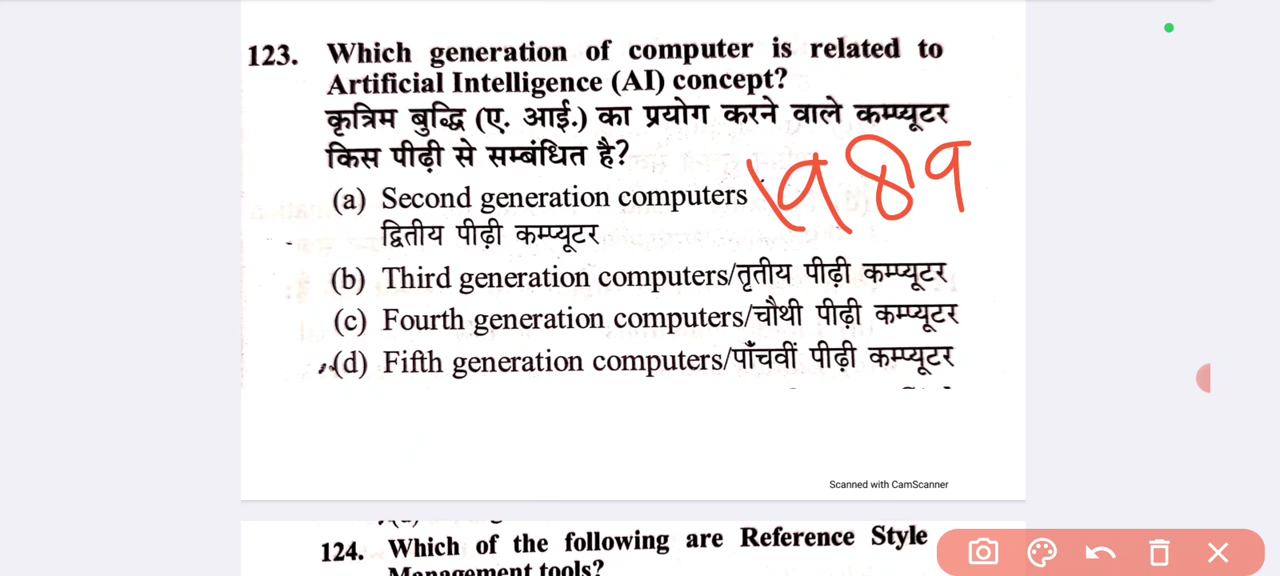 123. Which generation of computer is related to
Artificial Intelligence (AI) concept?
कृत्रिम बुद्धि (ए. आई.) का प्रयोग करने वाले कम्प्यूटर
किस पीढ़ी से सम्बंधित है?
(a) Second generation computers
1989
द्वितीय पीढ़ी कम्प्यूटर
(b) Third generation computers/तृतीय पीढ़ी कम्प्यूटर
(c) Fourth generation computers/चौथी पीढ़ी कम्प्यूटर
(d) Fifth generation computers/पाँचवीं पीढ़ी कम्प्यूटर
Scanned with CamScanner
124. Which of the following are Reference Style
Management tools?